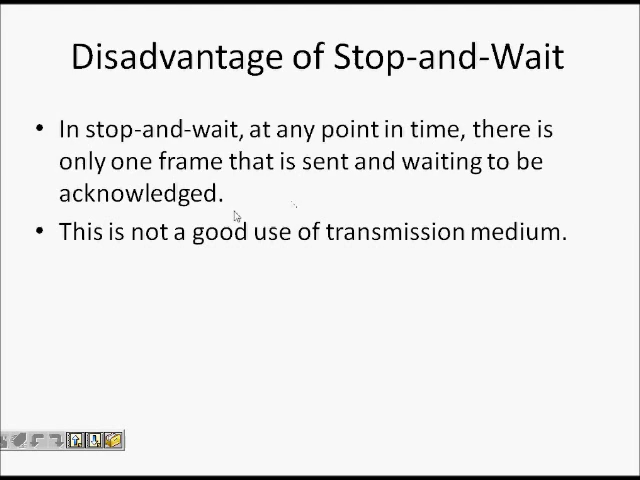 Disadvantage of Stop-and-Wait
• In stop-and-wait, at any point in time, there is
only one frame that is sent and waiting to be
acknowledged.
• This is not a good use of transmission medium.